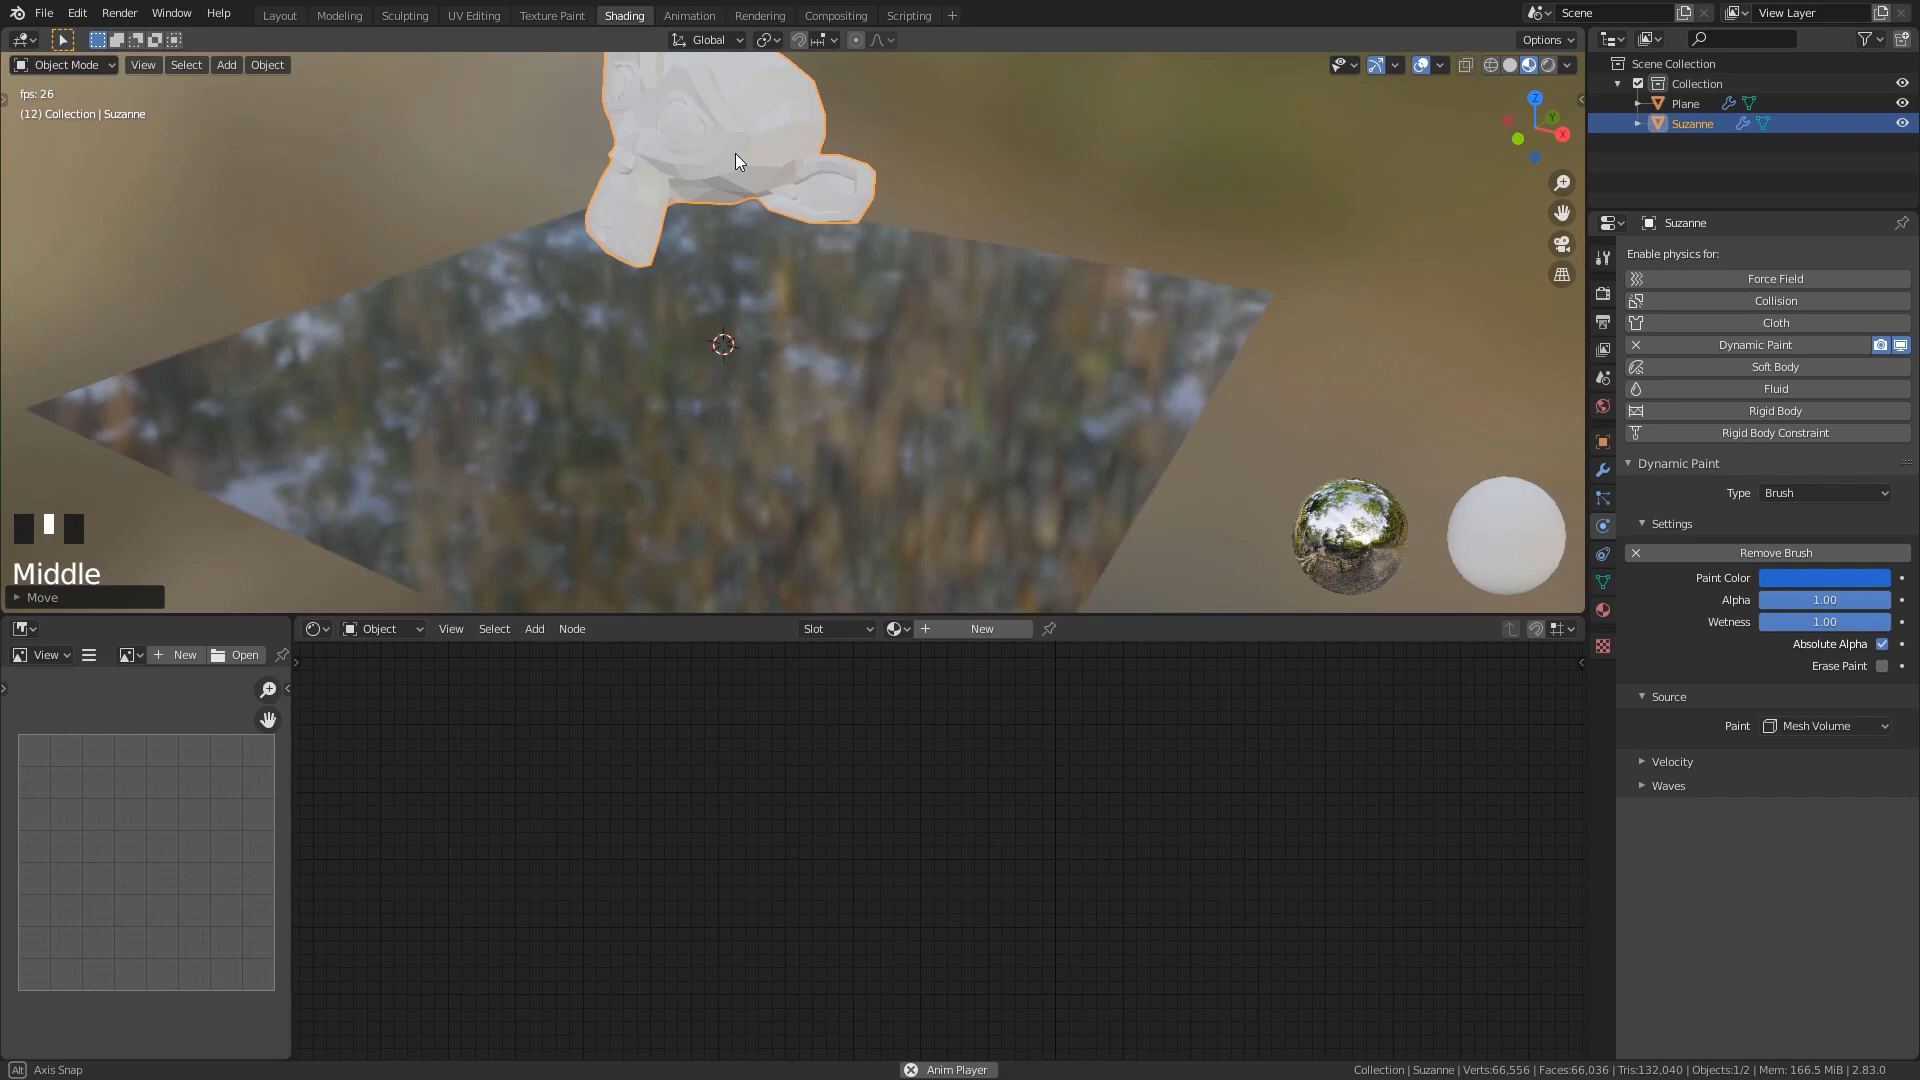 File Edit Render Window Help
Layout Modeling Sculpting UV Editing Texture Paint Shading Animation Rendering Compositing Scripting +
Scene
View Layer
Global
Options
Object Mode View Select Add Object
fps: 26
(12) Collection | Suzanne
Z
Y
X
Middle
Move
Scene Collection
Collection
Plane
Suzanne
Suzanne
Enable physics for:
Force Field
Collision
Cloth
Dynamic Paint
Soft Body
Fluid
Rigid Body
Rigid Body Constraint
Dynamic Paint
Type Brush
Settings
Remove Brush
Paint Color
Alpha 1.00
Wetness 1.00
Absolute Alpha
Erase Paint
Source
Paint Mesh Volume
Velocity
Waves
View New Open
Object View Select Add Node Slot New
Alt Axis Snap
Anim Player
Collection | Suzanne | Verts:66,556 | Faces:66,036 | Tris:132,040 | Objects:1/2 | Mem: 166.5 MiB | 2.83.0